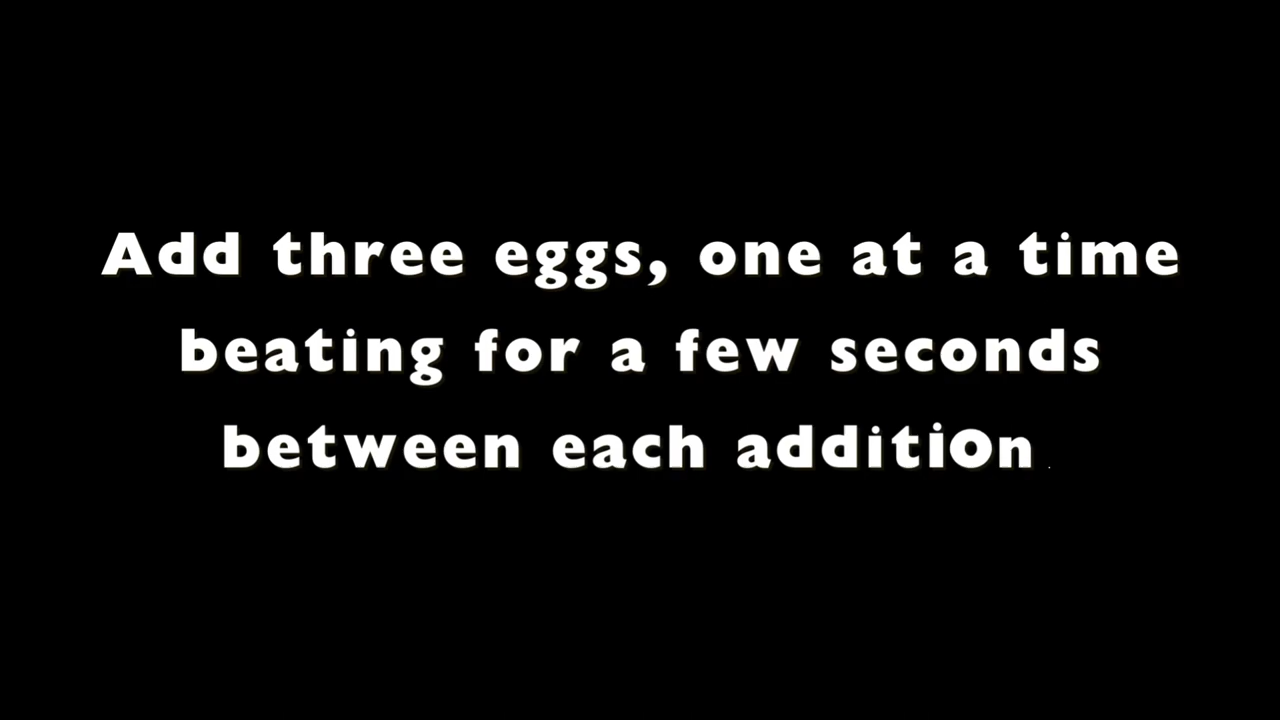 Add three eggs, one at a time
beating for a few seconds
between each addition.